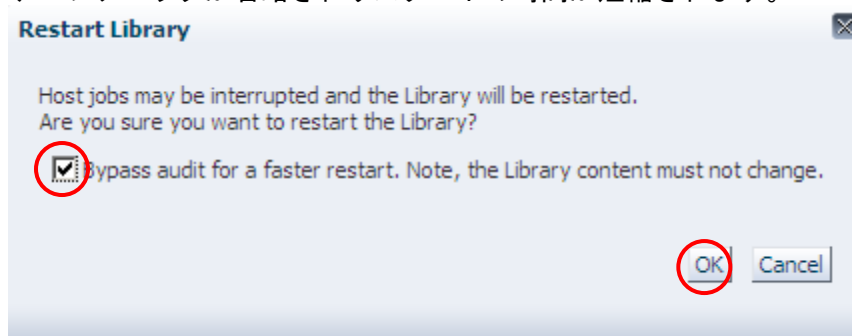 Restart Library
Host jobs may be interrupted and the Library will be restarted.
Are you sure you want to restart the Library?
Bypass audit for a faster restart. Note, the Library content must not change.
OK Cancel